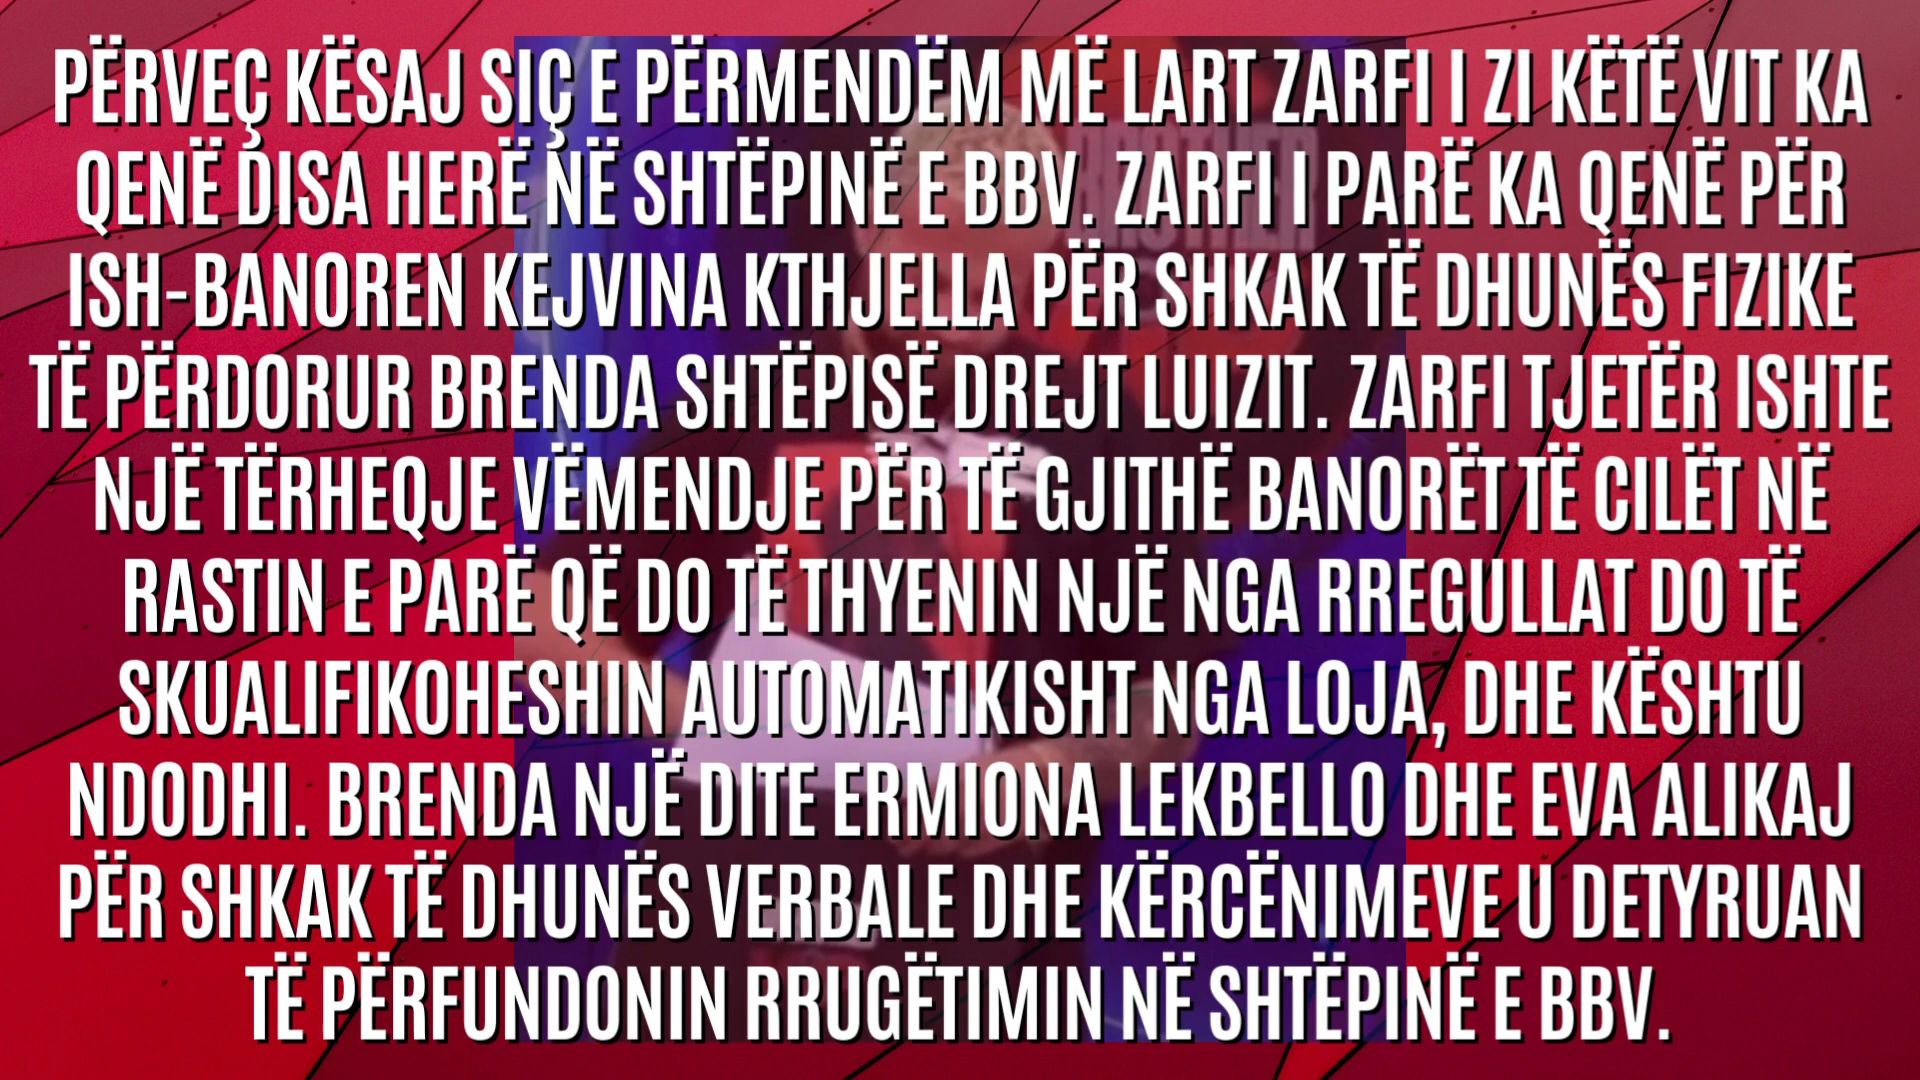 PËRVEÇ KËSAJ SIÇ E PËRMENDËM MË LART ZARFI I ZI KËTË VIT KA
QENË DISA HERË NË SHTËPINË E BBV. ZARFI I PARË KA QENË PËR
ISH-BANOREN KEJVINA KTHJELLA PËR SHKAK TË DHUNËS FIZIKE
TË PËRDORUR BRENDA SHTËPISË DREJT LUIZIT. ZARFI TJETËR ISHTE
NJË TËRHEQJE VËMENDJE PËR TË GJITHË BANORËT TË CILËT NË
RASTIN E PARË QË DO TË THYENIN NJË NGA RREGULLAT DO TË
SKUALIFIKOHESHIN AUTOMATIKISHT NGA LOJA, DHE KËSHTU
NDODHI. BRENDA NJË DITE ERMIONA LEKBELLO DHE EVA ALIKAJ
PËR SHKAK TË DHUNËS VERBALE DHE KËRCËNIMEVE U DETYRUAN
TË PËRFUNDONIN RRUGËTIMIN NË SHTËPINË E BBV.